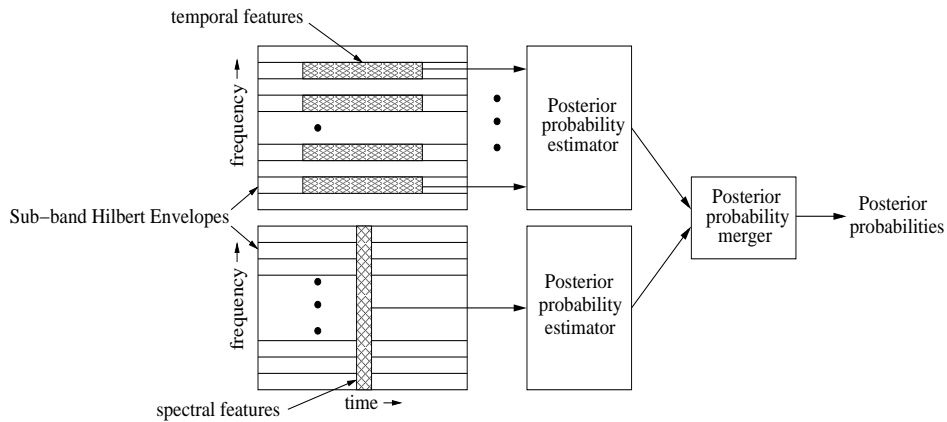 temporal features
frequency
Posterior
probability
estimator
Sub−band Hilbert Envelopes
Posterior
probability
merger
Posterior
probabilities
frequency
Posterior
probability
estimator
spectral features
time